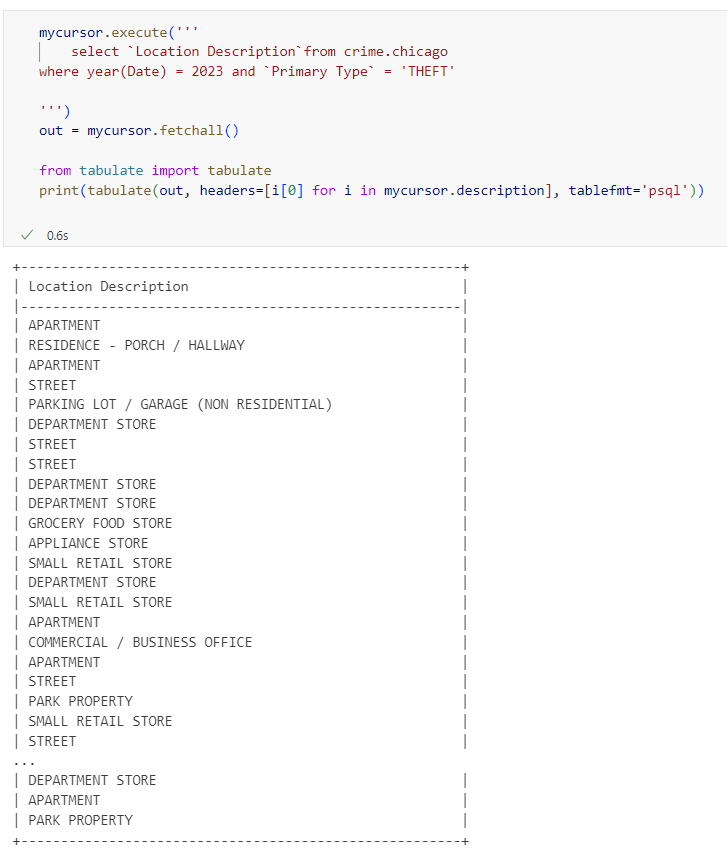 mycursor.execute('''
    select `Location Description`from crime.chicago
where year(Date) = 2023 and `Primary Type` = 'THEFT'
''')
out = mycursor.fetchall()
from tabulate import tabulate
print(tabulate(out, headers=[i[0] for i in mycursor.description], tablefmt='psql'))
✓ 0.6s
+-------------------------------------------------------+
| Location Description                                  |
|-------------------------------------------------------|
| APARTMENT                                             |
| RESIDENCE - PORCH / HALLWAY                           |
| APARTMENT                                             |
| STREET                                                |
| PARKING LOT / GARAGE (NON RESIDENTIAL)                |
| DEPARTMENT STORE                                      |
| STREET                                                |
| STREET                                                |
| DEPARTMENT STORE                                      |
| DEPARTMENT STORE                                      |
| GROCERY FOOD STORE                                    |
| APPLIANCE STORE                                       |
| SMALL RETAIL STORE                                    |
| DEPARTMENT STORE                                      |
| SMALL RETAIL STORE                                    |
| APARTMENT                                             |
| COMMERCIAL / BUSINESS OFFICE                          |
| APARTMENT                                             |
| STREET                                                |
| PARK PROPERTY                                         |
| SMALL RETAIL STORE                                    |
| STREET                                                |
...
| DEPARTMENT STORE                                      |
| APARTMENT                                             |
| PARK PROPERTY                                         |
+-------------------------------------------------------+